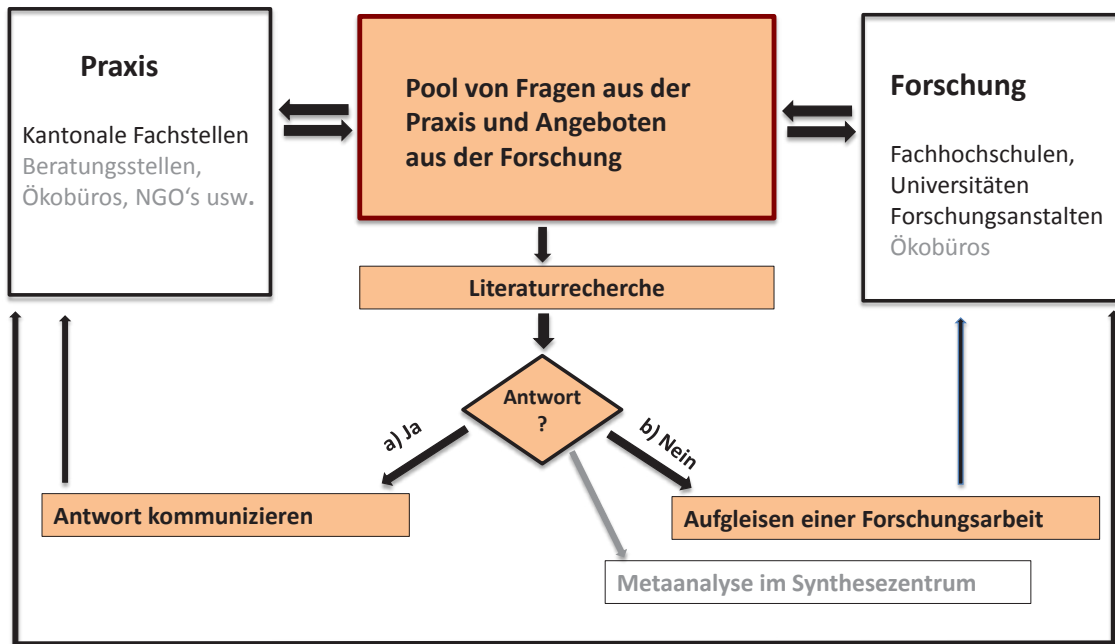 Praxis
Kantonale Fachstellen
Beratungsstellen,
Ökobüros, NGO‘s usw.
Pool von Fragen aus der
Praxis und Angeboten
aus der Forschung
Forschung
Fachhochschulen,
Universitäten
Forschungsanstalten
Ökobüros
Literaturrecherche
Antwort
?
a) Ja
b) Nein
Antwort kommunizieren
Aufgleisen einer Forschungsarbeit
Metaanalyse im Synthesezentrum